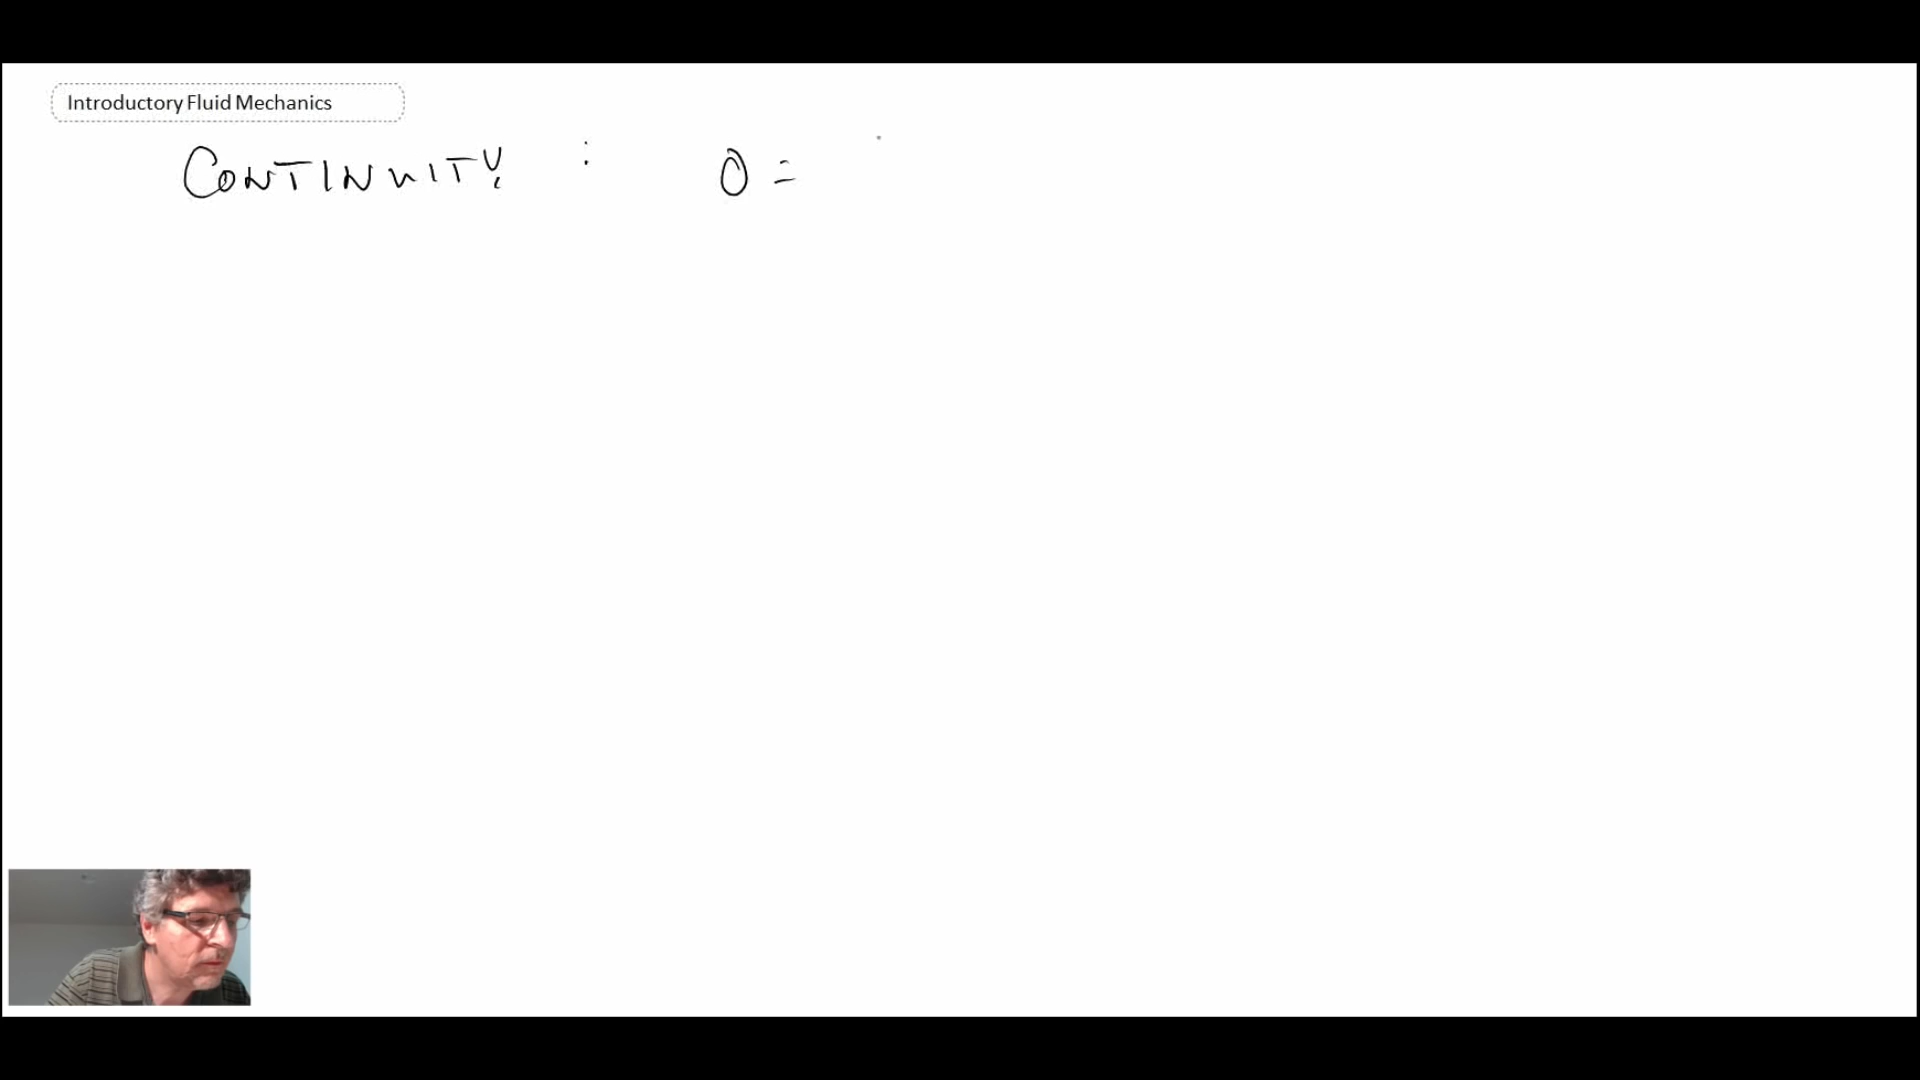 Introductory Fluid Mechanics
CONTINUITY : 0 =